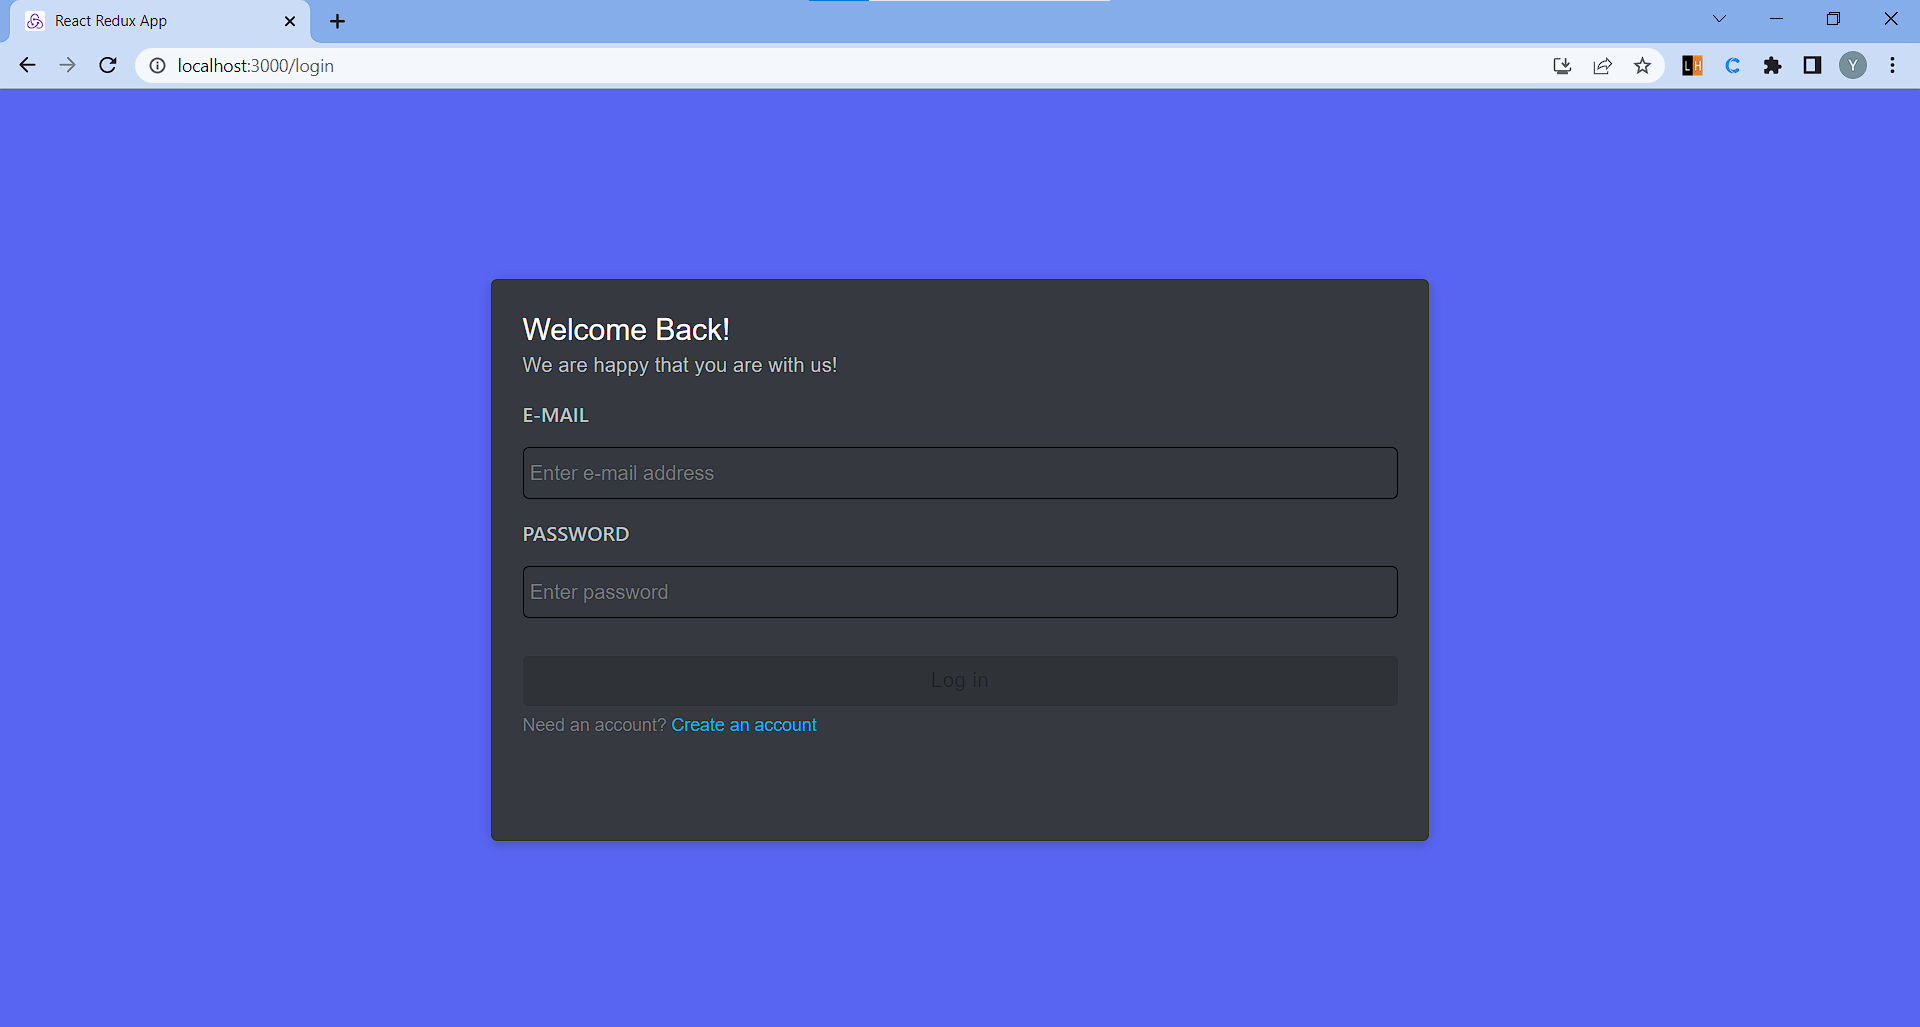 React Redux App
localhost:3000/login
LH
Y
Welcome Back!
We are happy that you are with us!
E-MAIL
Enter e-mail address
PASSWORD
Enter password
Log in
Need an account? Create an account